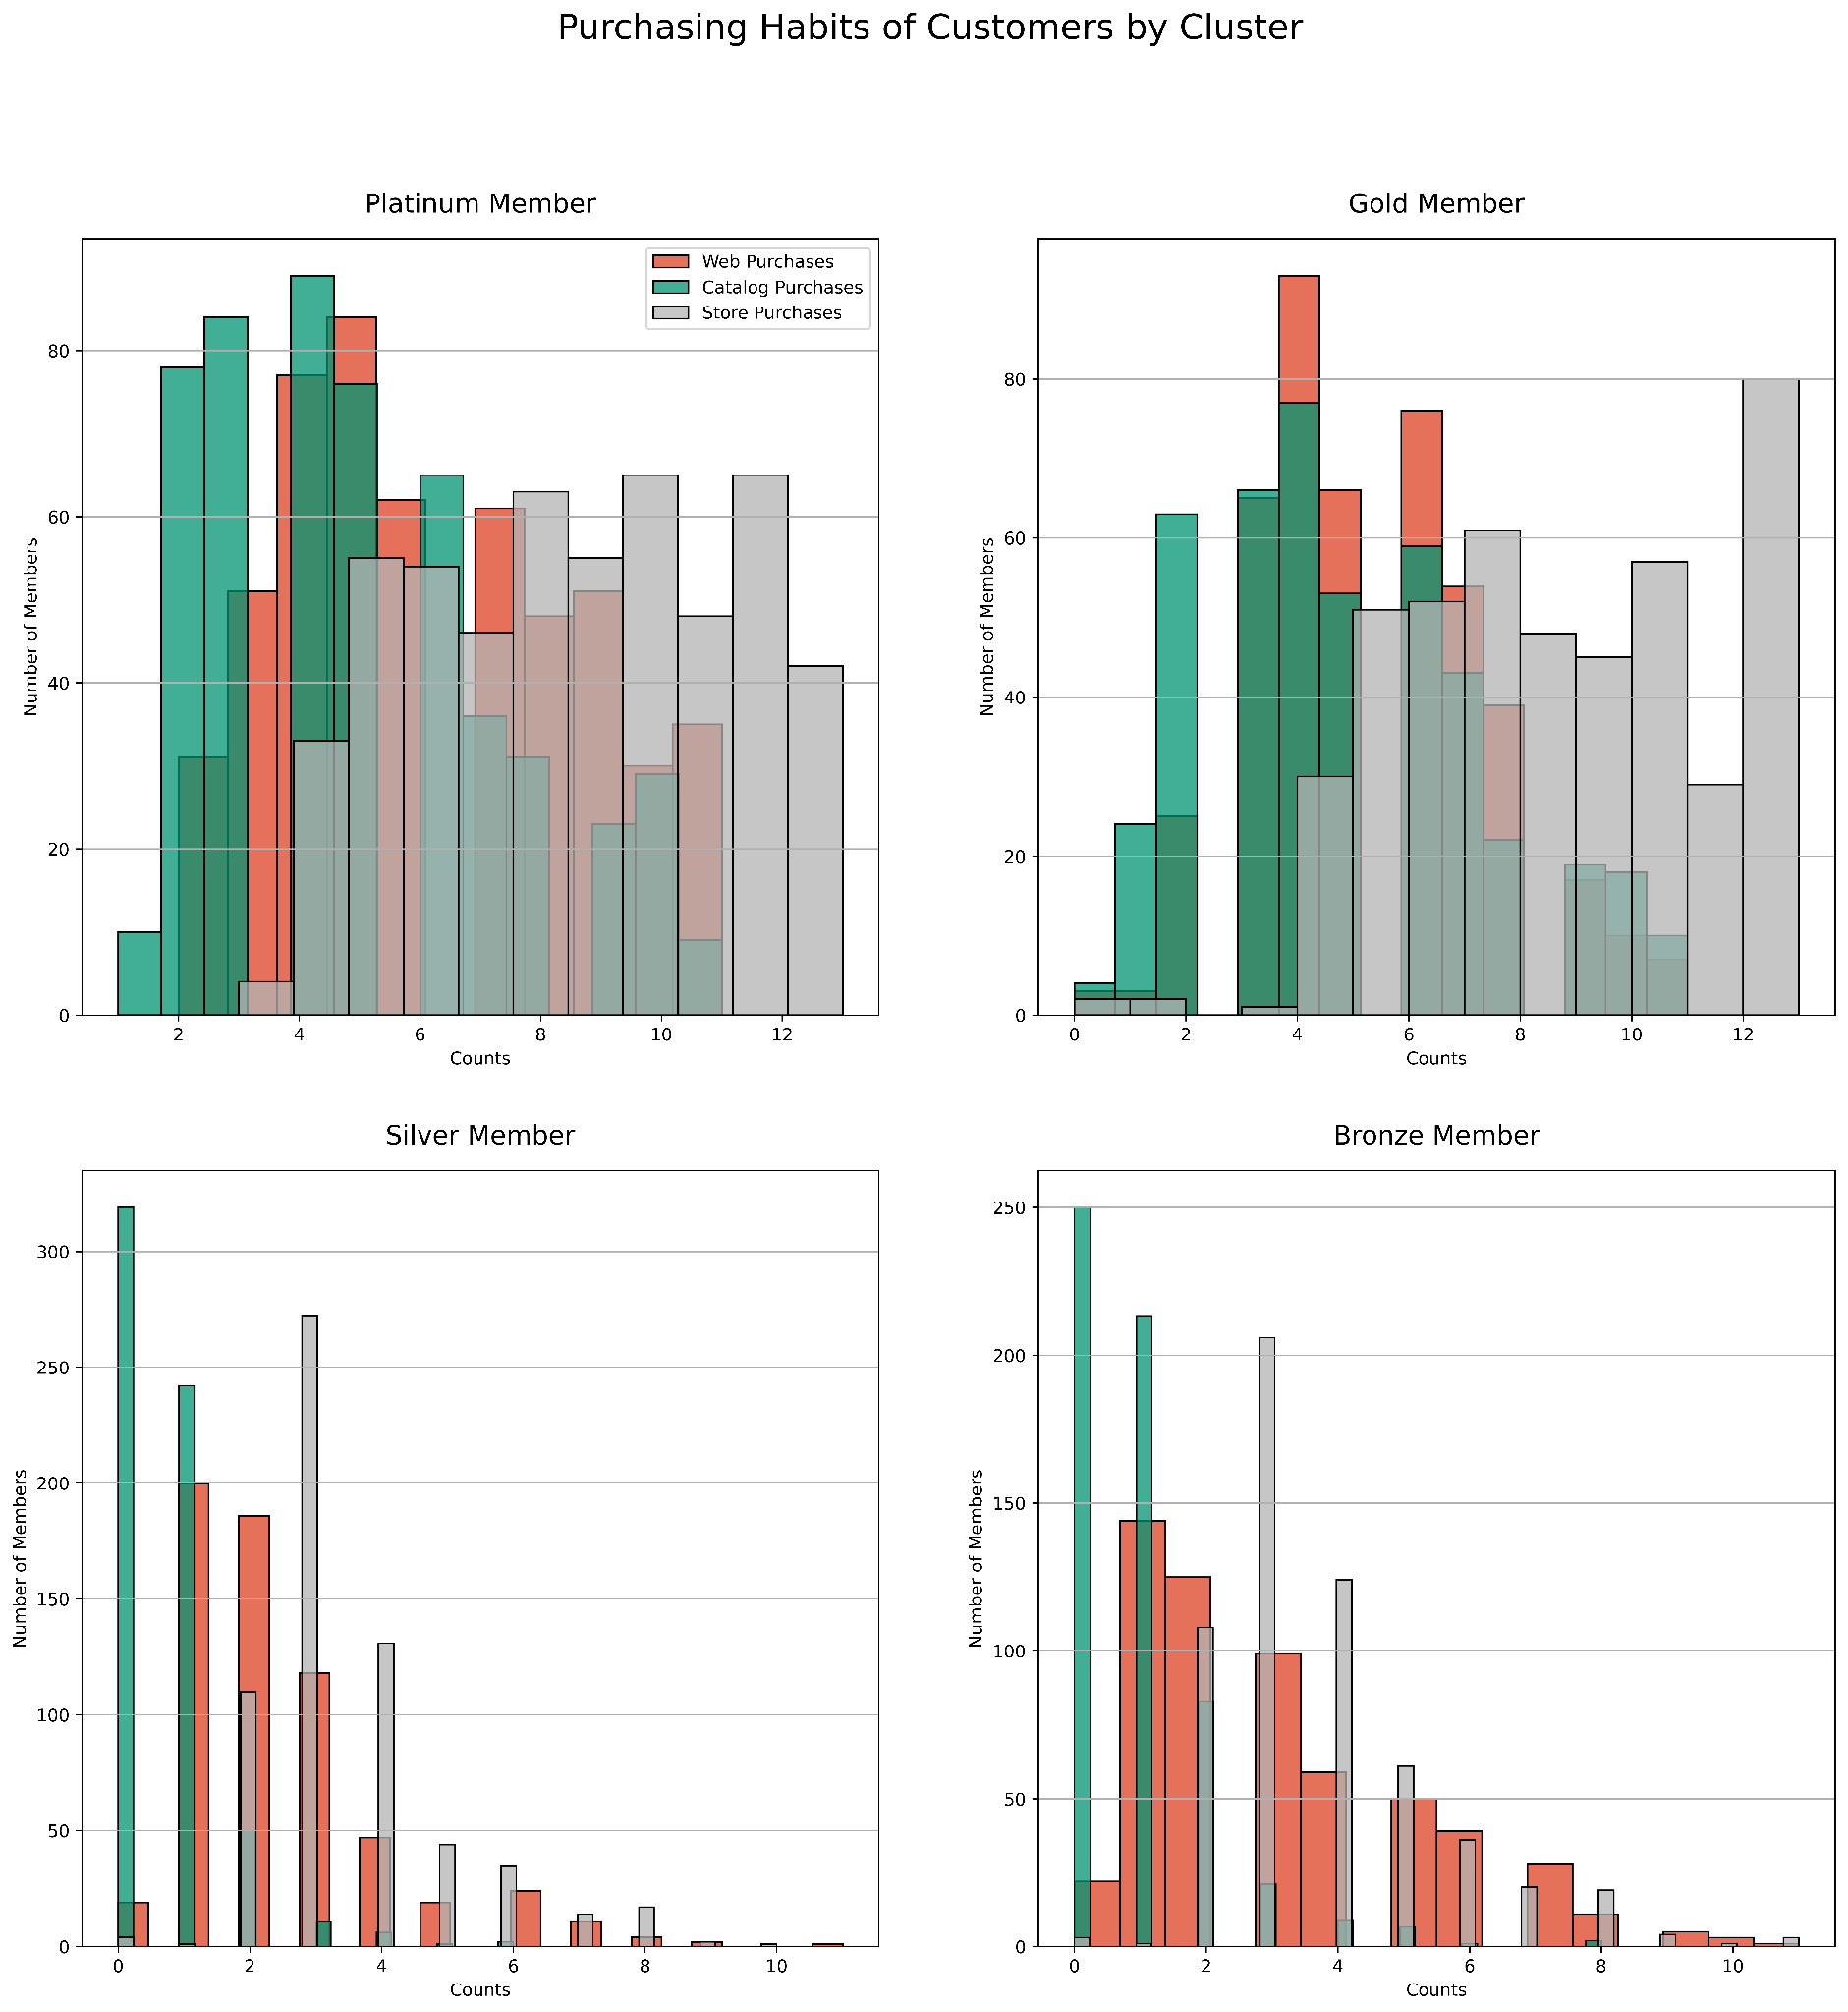 Purchasing Habits of Customers by Cluster
Platinum Member
Web Purchases
Catalog Purchases
Store Purchases
80
60
40
20
0
Number of Members
2 4 6 8 10 12
Counts
Gold Member
80
60
40
20
0
Number of Members
0 2 4 6 8 10 12
Counts
Silver Member
300
250
200
150
100
50
0
Number of Members
0 2 4 6 8 10
Counts
Bronze Member
250
200
150
100
50
0
Number of Members
0 2 4 6 8 10
Counts